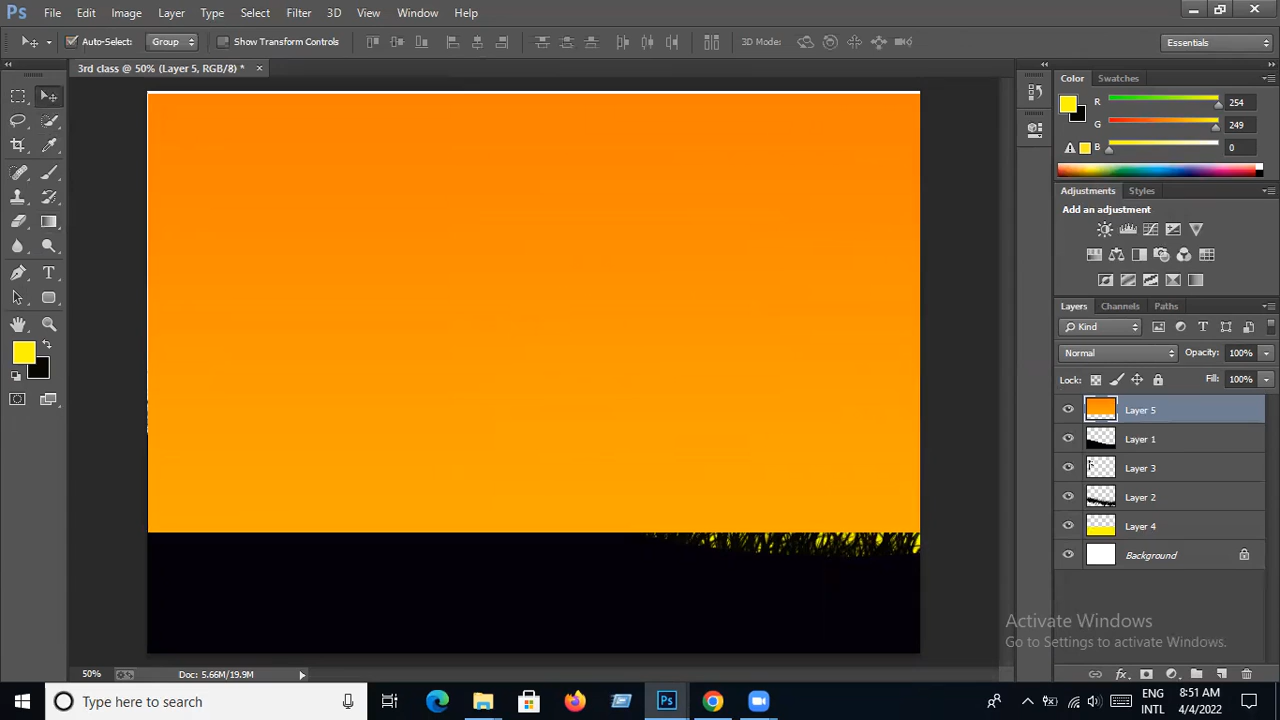 Ps File Edit Image Layer Type Select Filter 3D View Window Help
Auto-Select: Group Show Transform Controls 3D Mode: Essentials
3rd class @ 50% (Layer 5, RGB/8) * ×
Color Swatches
R 254
G 249
B 0
Adjustments Styles
Add an adjustment
Layers Channels Paths
Kind
Normal Opacity: 100%
Lock: Fill: 100%
Layer 5
Layer 1
Layer 3
Layer 2
Layer 4
Background
Activate Windows
Go to Settings to activate Windows.
50% Doc: 5.66M/19.9M
Type here to search
ENG 8:51 AM
INTL 4/4/2022